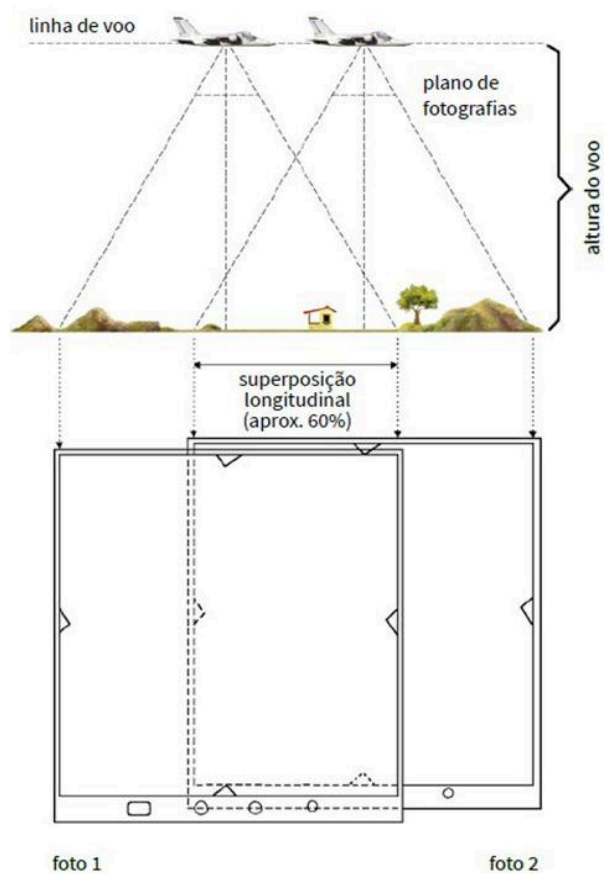 linha de voo
plano de
fotografias
altura do voo
superposição
longitudinal
(aprox. 60%)
foto 1
foto 2